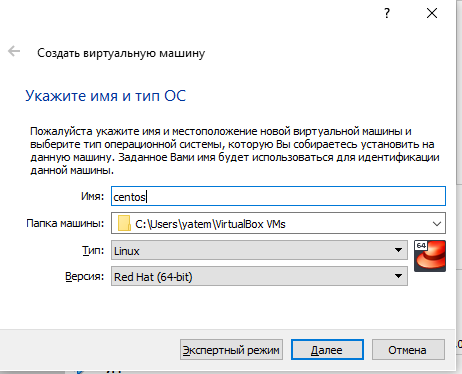 ?
Создать виртуальную машину
Укажите имя и тип ОС
Пожалуйста укажите имя и местоположение новой виртуальной машины и
выберите тип операционной системы, которую Вы собираетесь установить на
данную машину. Заданное Вами имя будет использоваться для идентификации
данной машины.
Имя: centos
Папка машины: C:\Users\yatem\VirtualBox VMs
Тип: Linux
64
Версия: Red Hat (64-bit)
Экспертный режим Далее Отмена